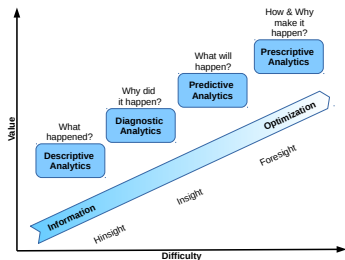 How & Why
make it
happen?
Prescriptive
Analytics
What will
happen?
Predictive
Analytics
Why did
it happen?
Diagnostic
Analytics
What
happened?
Descriptive
Analytics
Optimization
Information
Foresight
Insight
Hinsight
Value
Difficulty